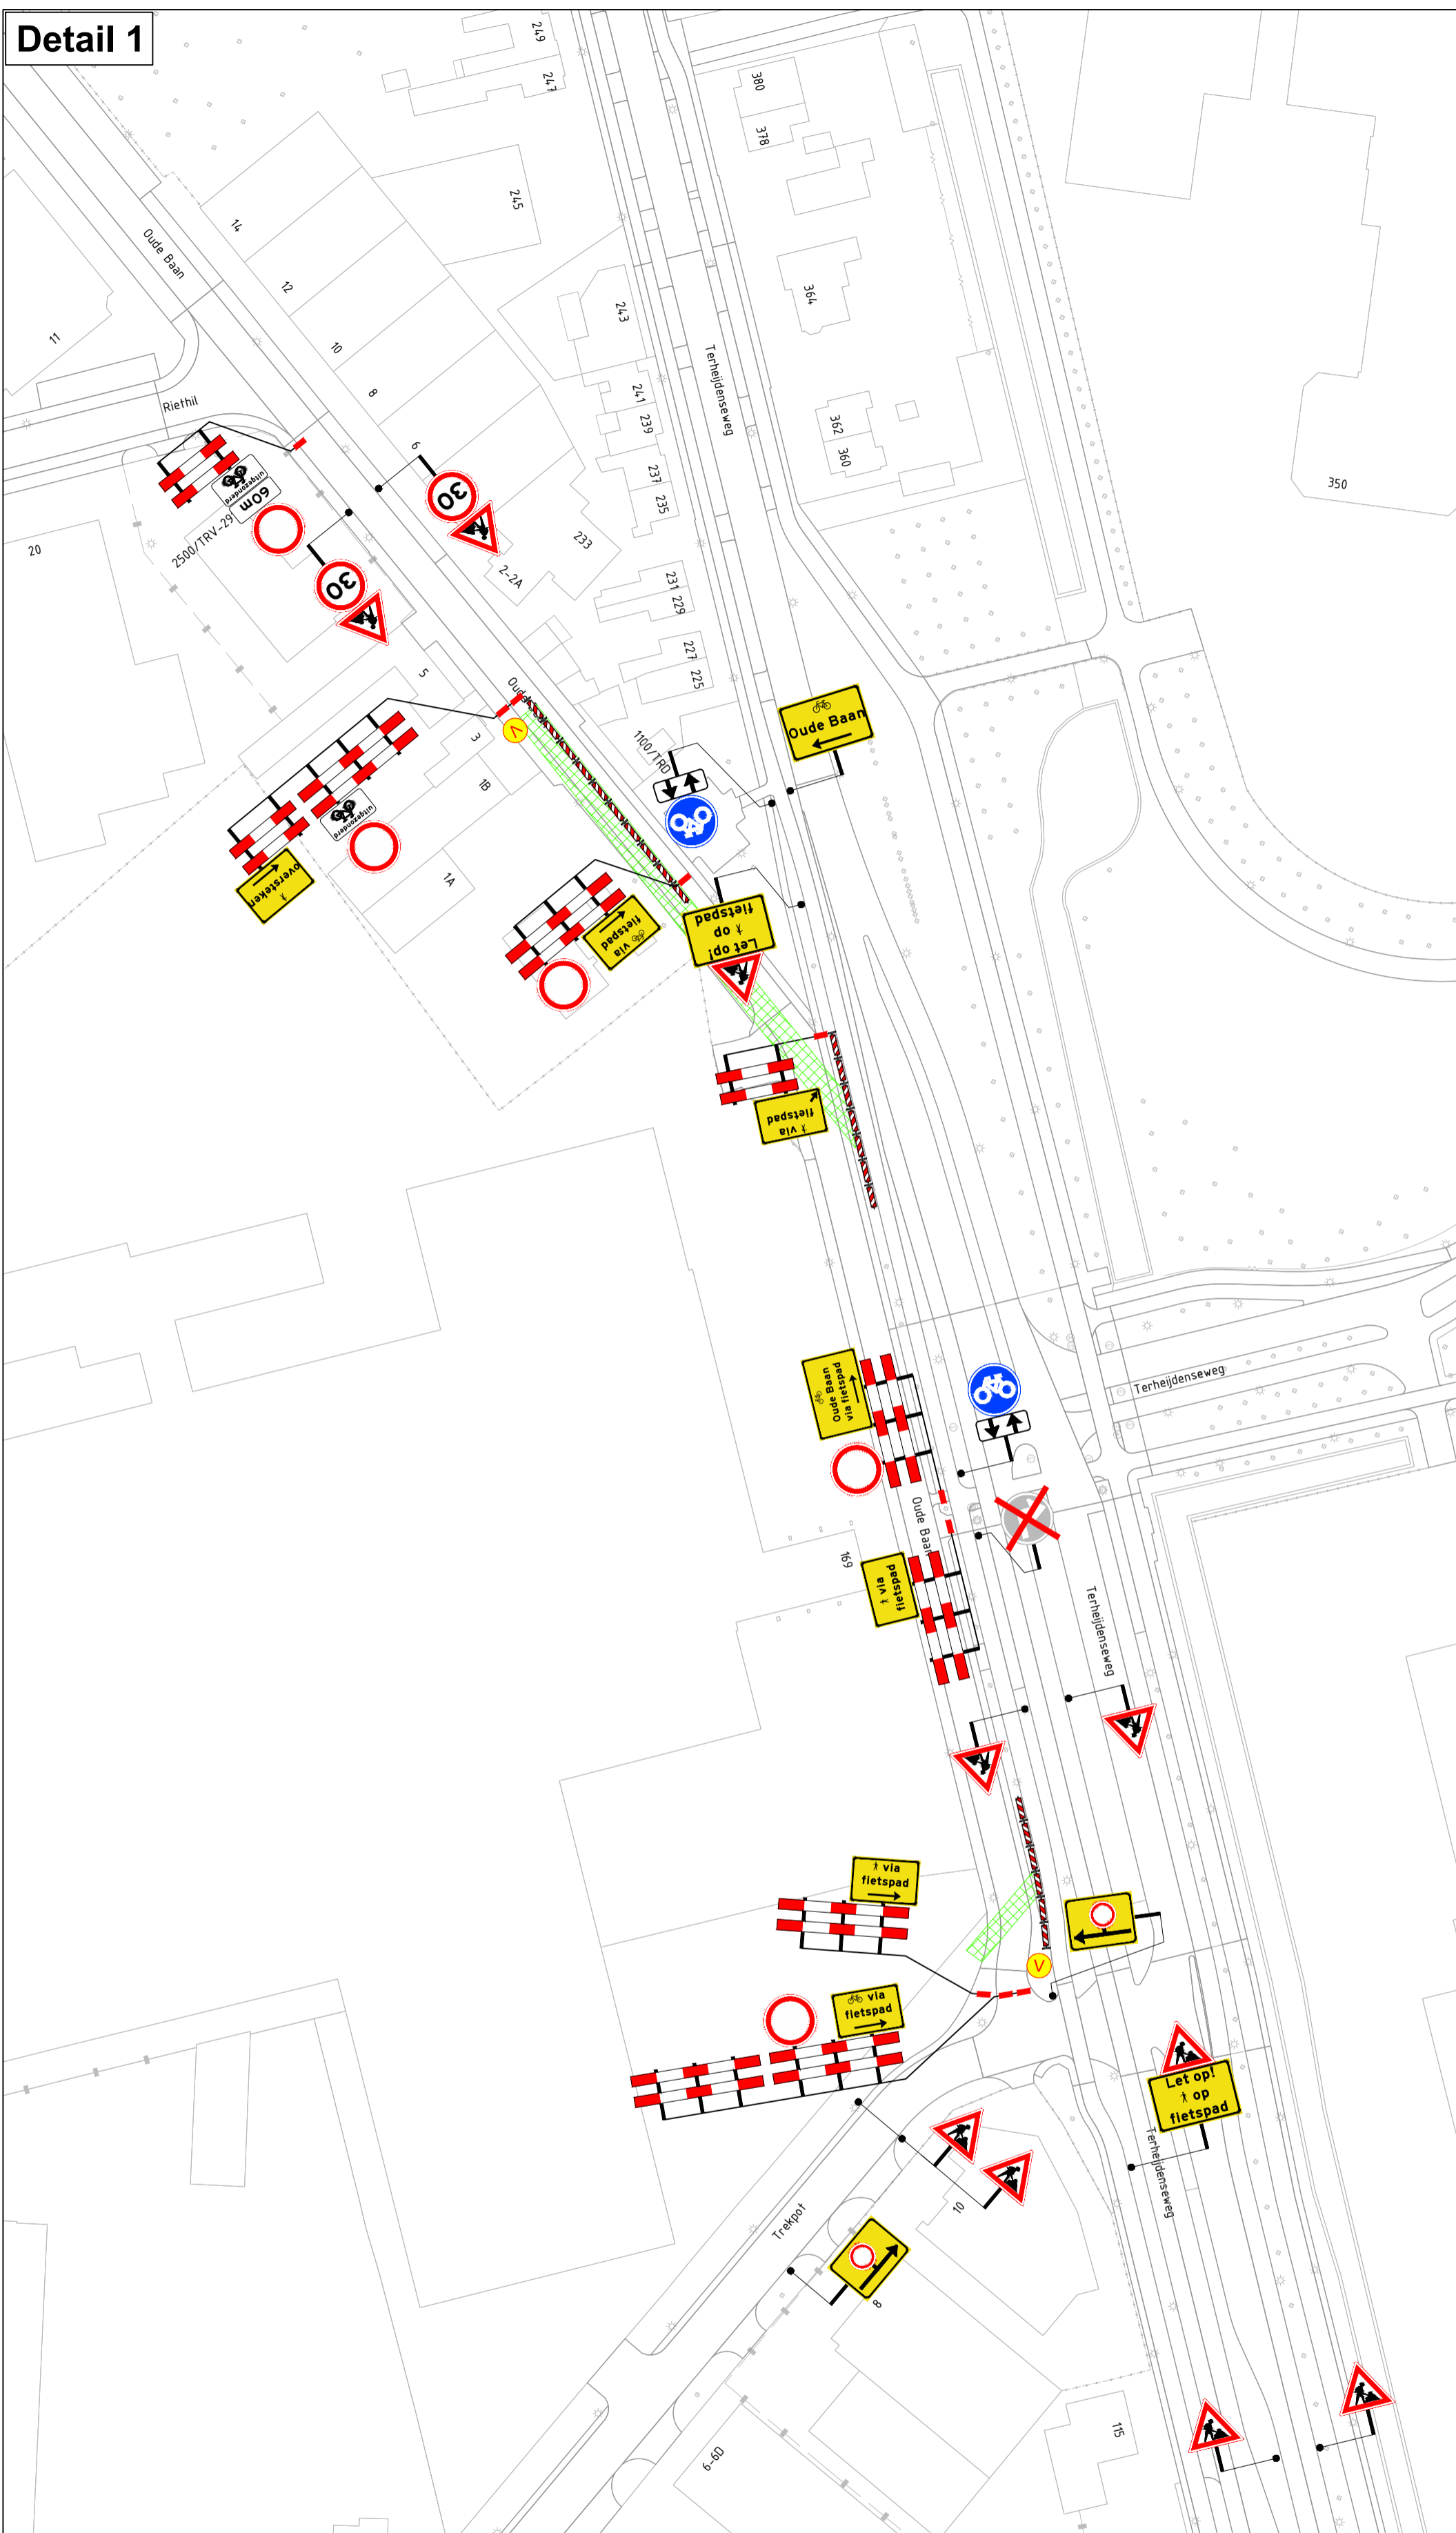 Detail 1
249
247
380
378
245
14
Oude Baan
12
243
364
11
10
Terheijdenseweg
8
241
239
Riethil
362
360
6
237
235
350
30
uitgezonderd
60m
2500/TRV-29
233
20
2-2A
30
231
229
227
225
5
Oude Baan
V
3
1100/TRD
Oude Baan
1B
uitgezonderd
1A
oversteken
via
fietspad
Let op!
op
fietspad
via
fietspad
Oude Baan
via fietspad
Terheijdenseweg
Oude Baan
169
via
fietspad
Terheijdenseweg
via
fietspad
V
via
fietspad
Let op!
op
fietspad
Terheijdenseweg
10
Trekpot
8
115
6-6D